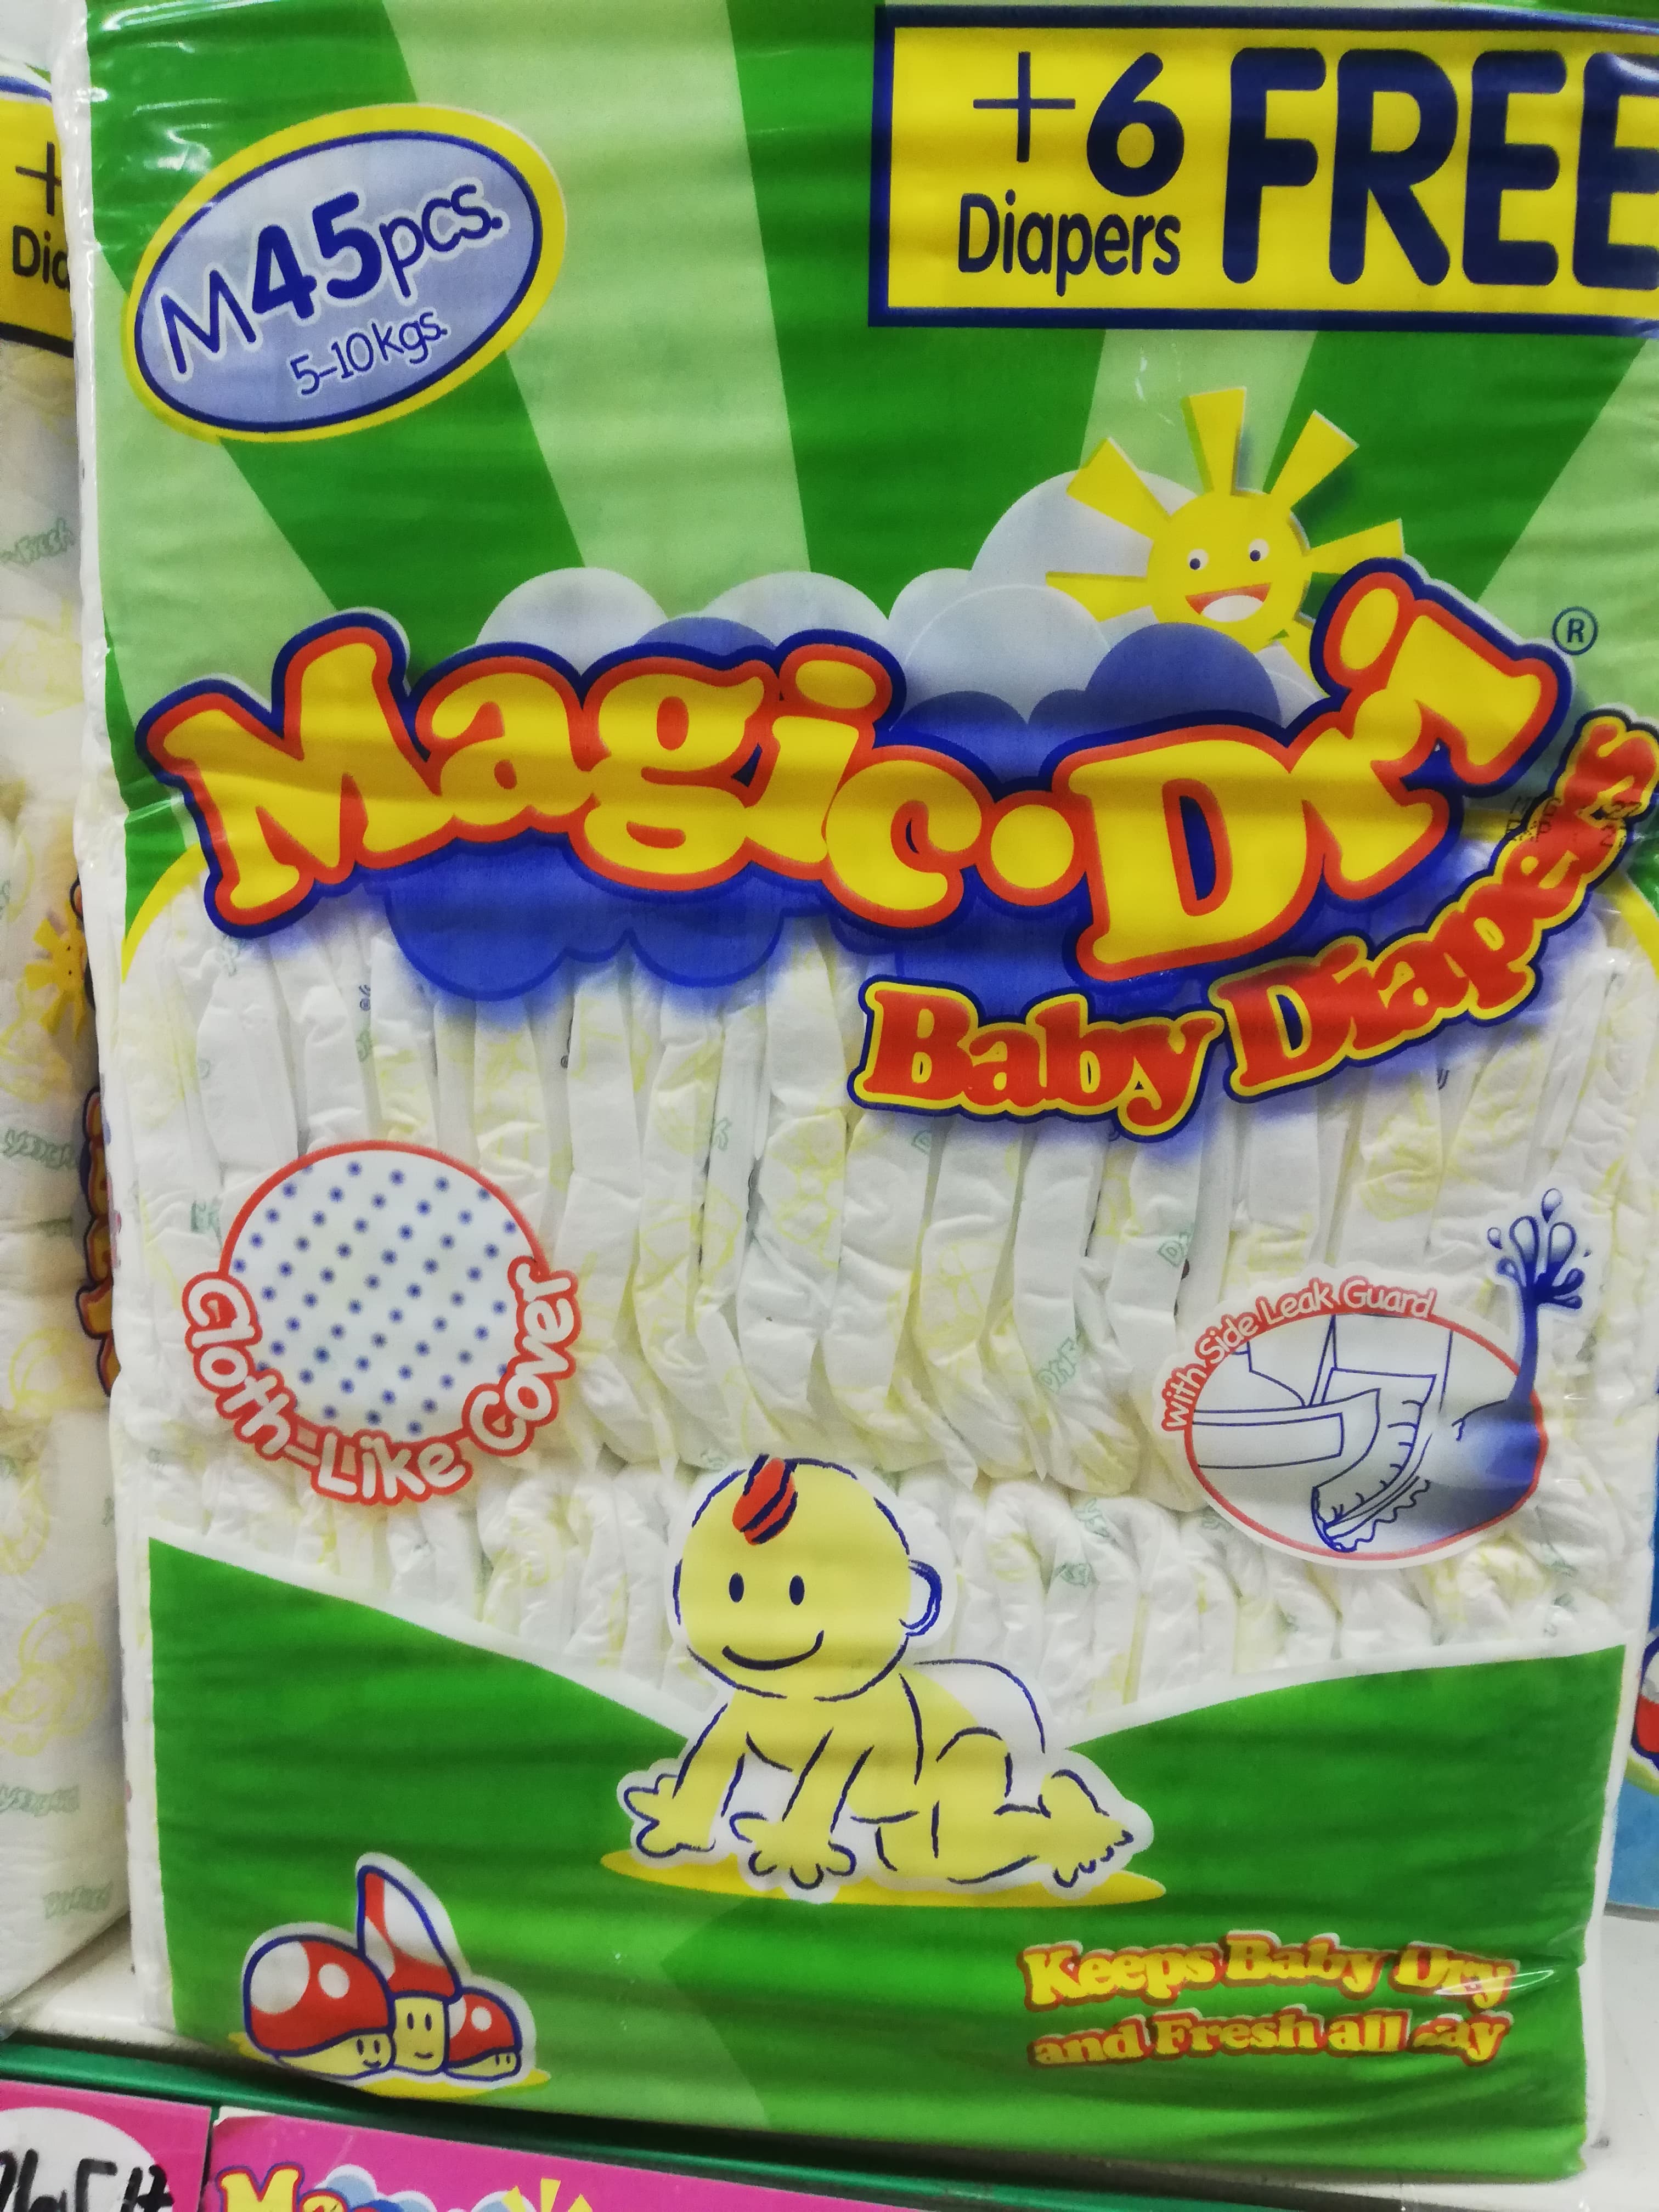 +6
Diapers FREE
M45pcs.
5-10kgs.
Magic·Dri
®
Baby Diapers
Cloth-Like Cover
with Side Leak Guard
Keeps Baby Dry
and Fresh all day